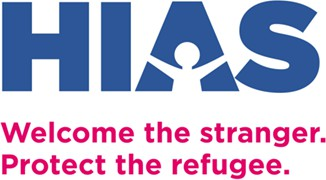 HIAS
Welcome the stranger.
Protect the refugee.